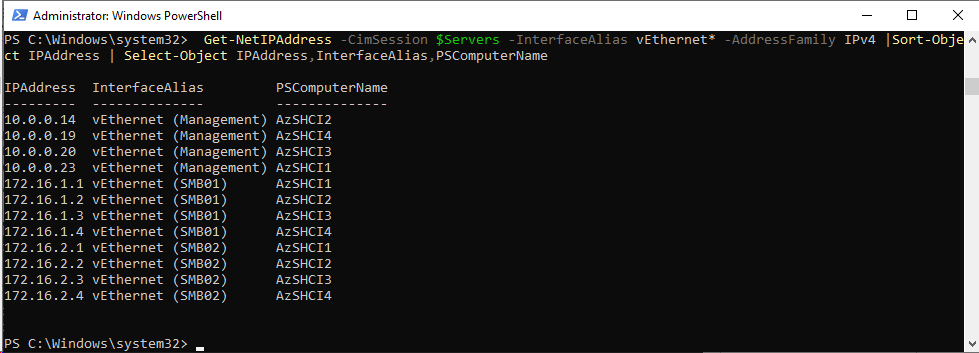 Administrator: Windows PowerShell
PS C:\Windows\system32>  Get-NetIPAddress -CimSession $Servers -InterfaceAlias vEthernet* -AddressFamily IPv4 |Sort-Obje
ct IPAddress | Select-Object IPAddress,InterfaceAlias,PSComputerName
IPAddress  InterfaceAlias         PSComputerName
---------  --------------         --------------
10.0.0.14  vEthernet (Management) AzSHCI2
10.0.0.19  vEthernet (Management) AzSHCI4
10.0.0.20  vEthernet (Management) AzSHCI3
10.0.0.23  vEthernet (Management) AzSHCI1
172.16.1.1 vEthernet (SMB01)      AzSHCI1
172.16.1.2 vEthernet (SMB01)      AzSHCI2
172.16.1.3 vEthernet (SMB01)      AzSHCI3
172.16.1.4 vEthernet (SMB01)      AzSHCI4
172.16.2.1 vEthernet (SMB02)      AzSHCI1
172.16.2.2 vEthernet (SMB02)      AzSHCI2
172.16.2.3 vEthernet (SMB02)      AzSHCI3
172.16.2.4 vEthernet (SMB02)      AzSHCI4
PS C:\Windows\system32>